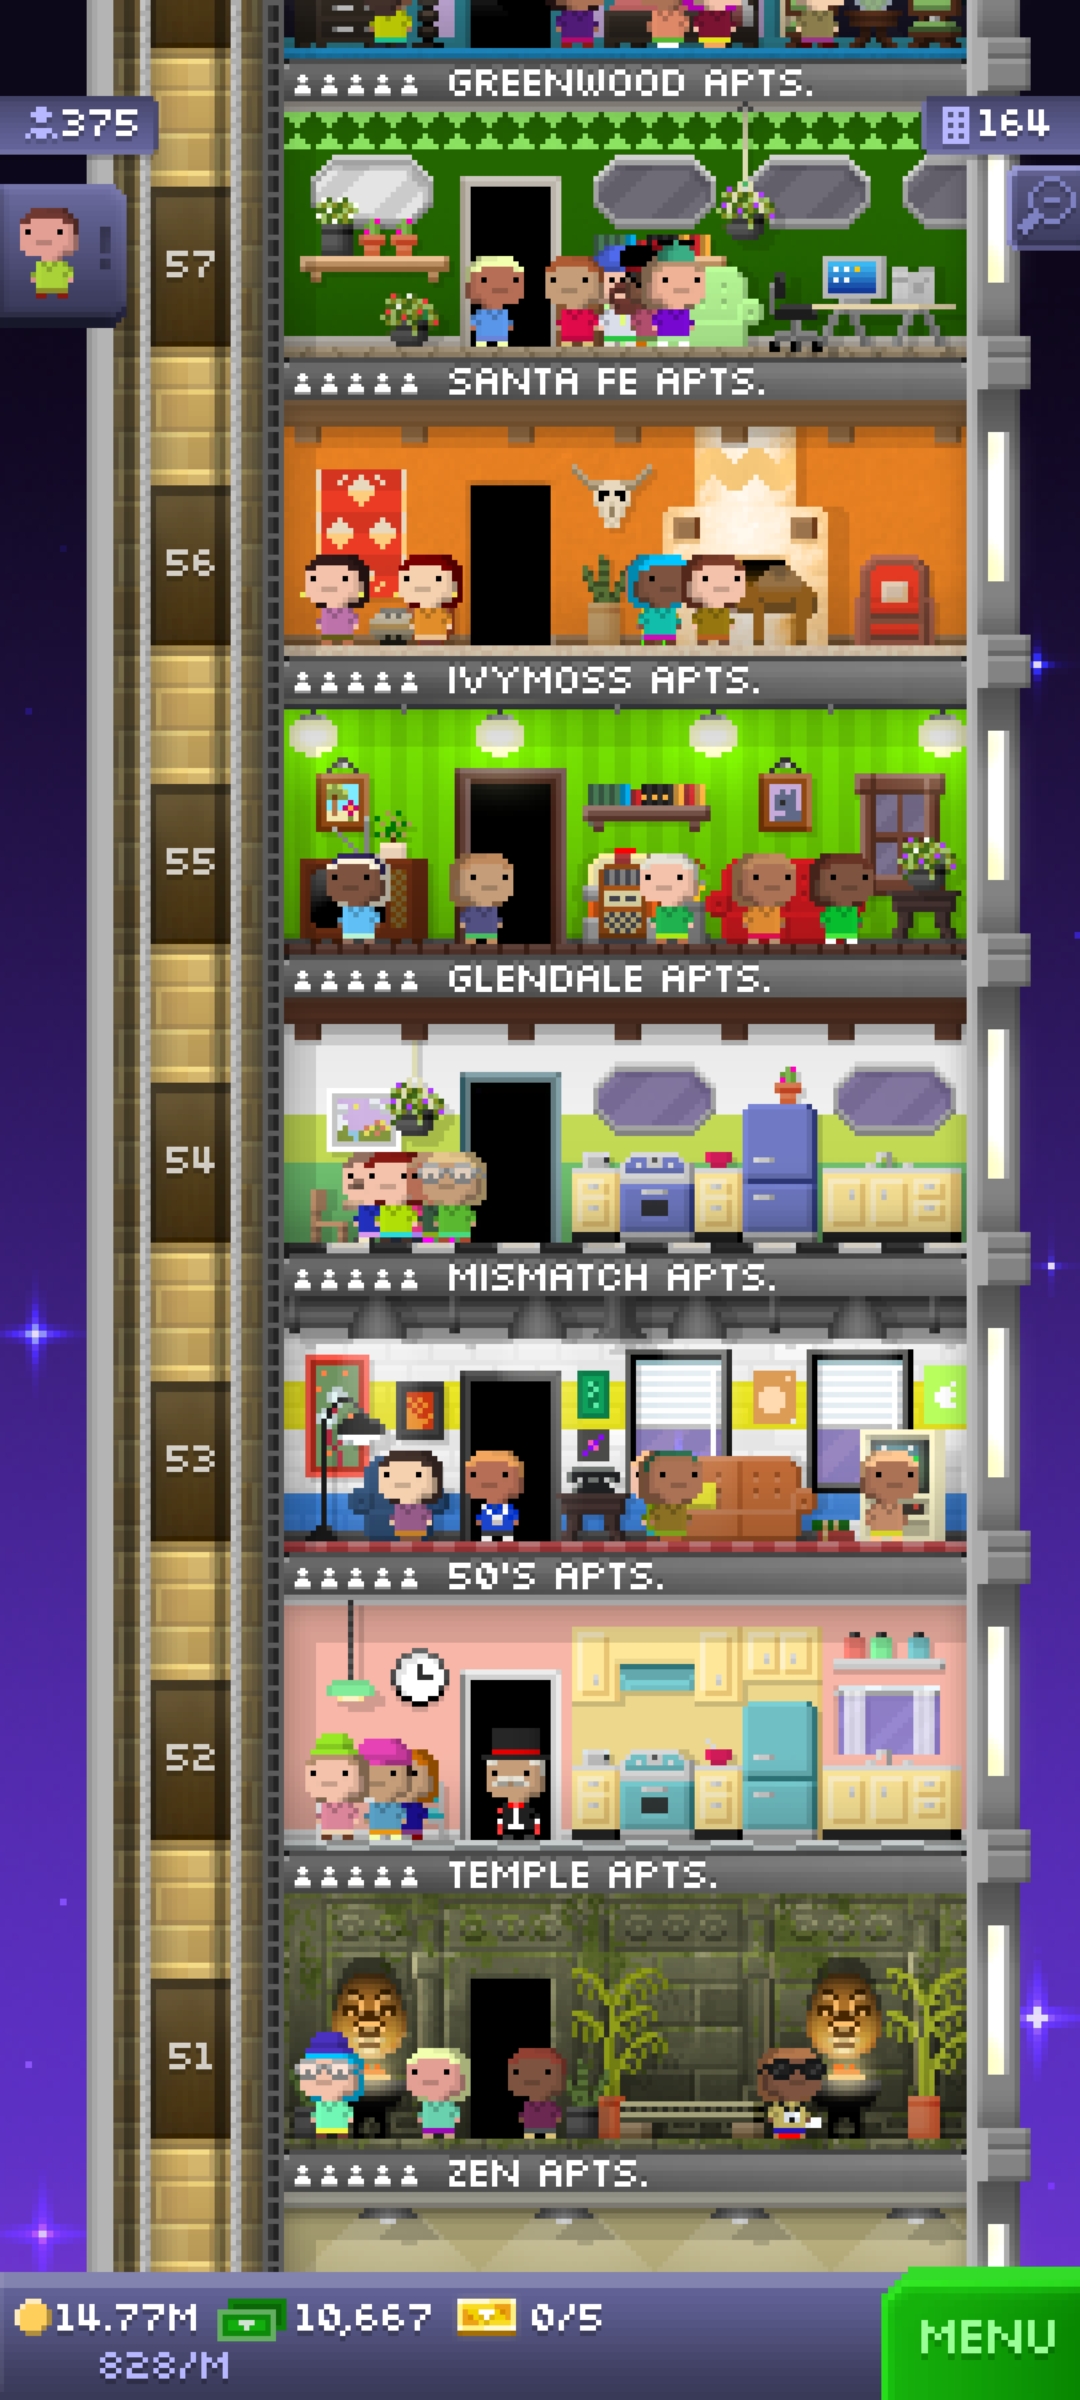 GREENWOOD APTS.
375
164
57
SANTA FE APTS.
56
IVYMOSS APTS.
55
GLENDALE APTS.
54
MISMATCH APTS.
53
50'S APTS.
52
TEMPLE APTS.
51
ZEN APTS.
14.77M 10,667 0/5
828/M
MENU